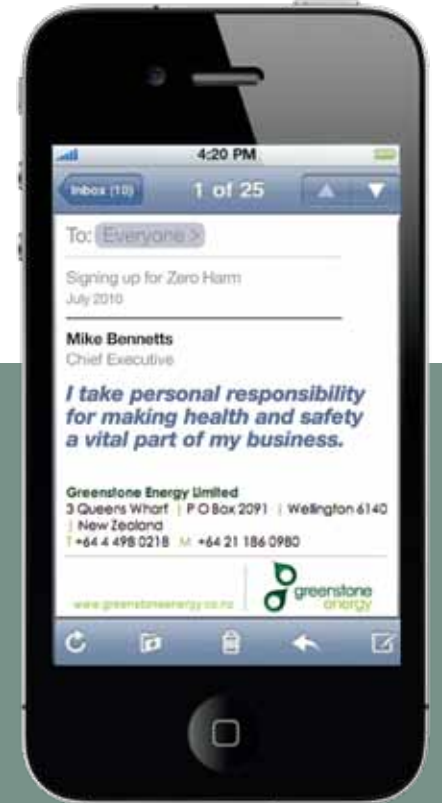 4:20 PM
Inbox (10)
1 of 25
To: Everyone >
Signing up for Zero Harm
July 2010
Mike Bennetts
Chief Executive
I take personal responsibility
for making health and safety
a vital part of my business.
Greenstone Energy Limited
3 Queens Wharf | P O Box 2091 | Wellington 6140
| New Zealand
T +64 4 498 0218 M +64 21 186 0980
www.greenstoneenergy.co.nz
greenstone
energy